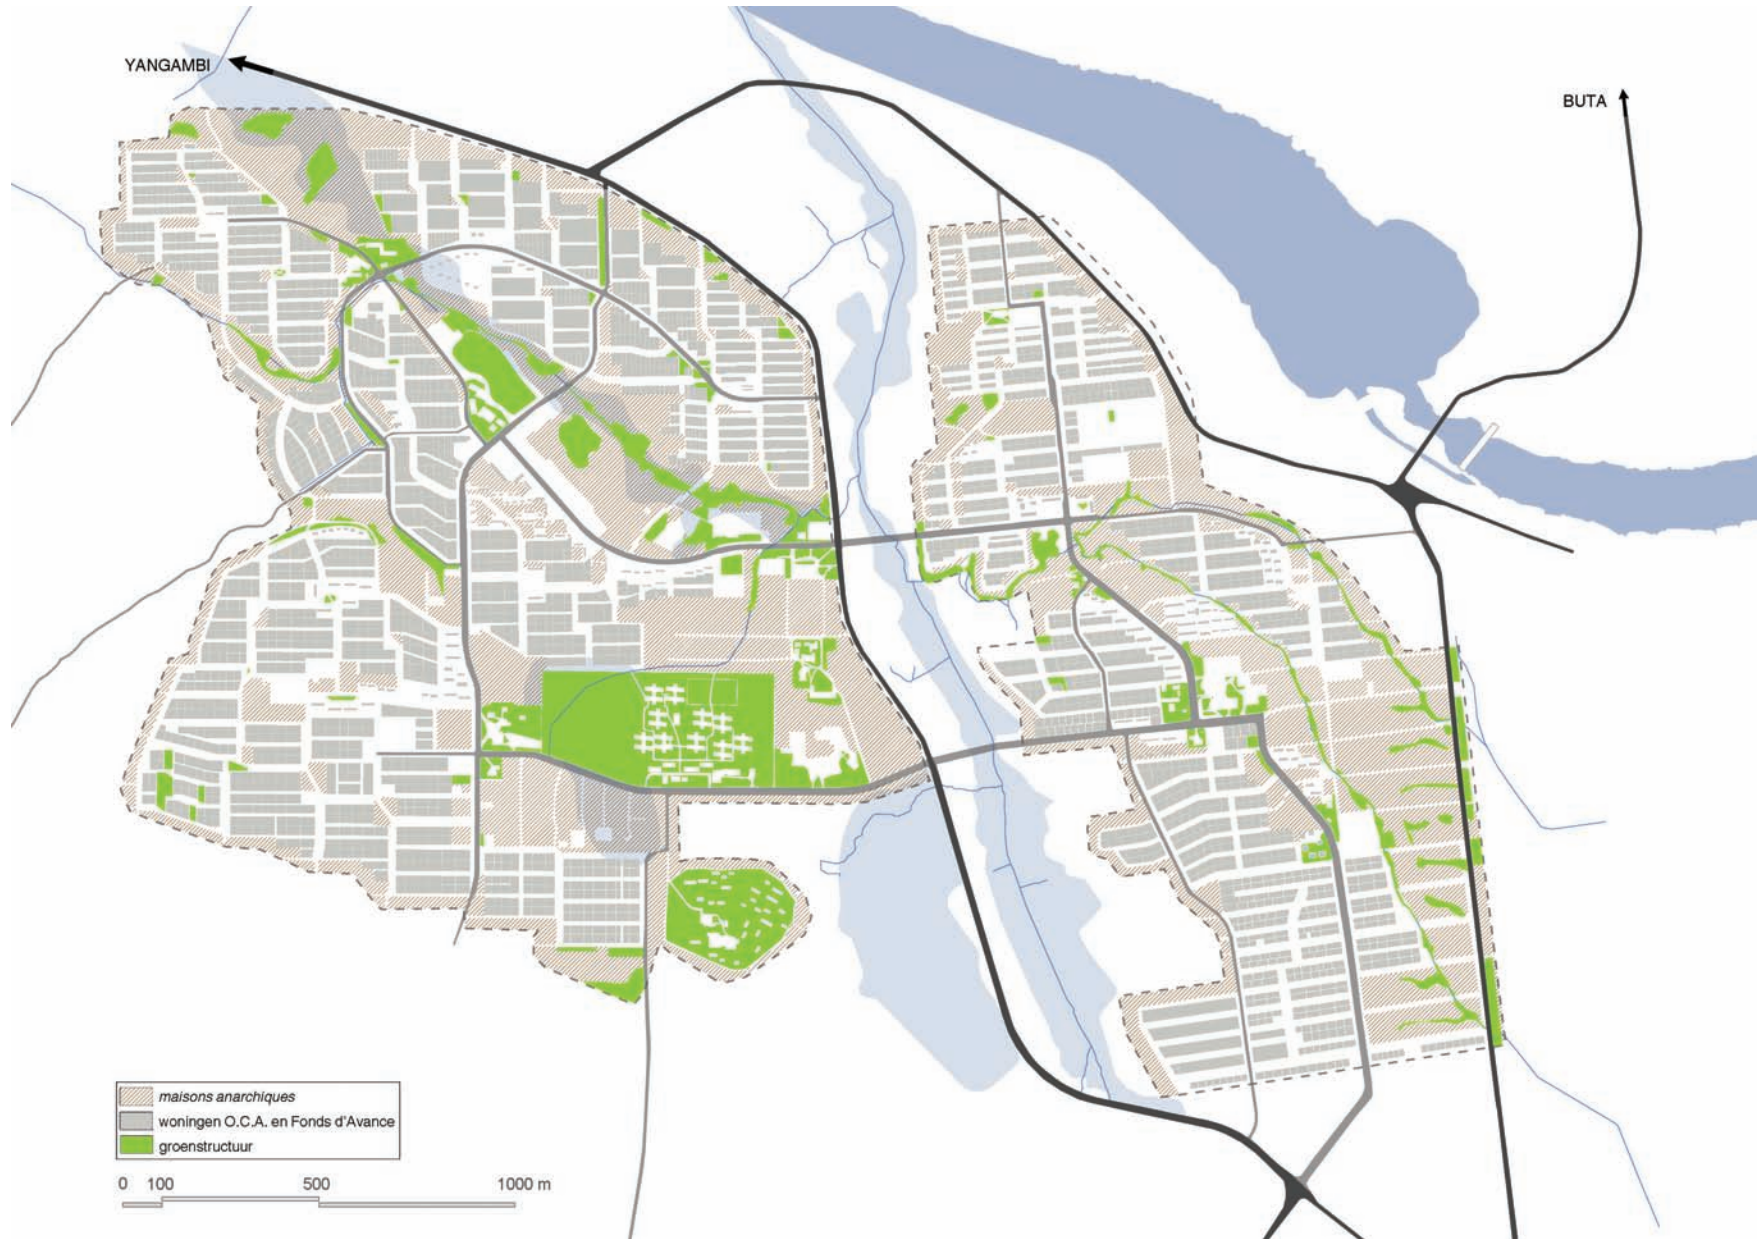 YANGAMBI
BUTA
maisons anarchiques
woningen O.C.A. en Fonds d'Avance
groenstructuur
0 100 500 1000 m